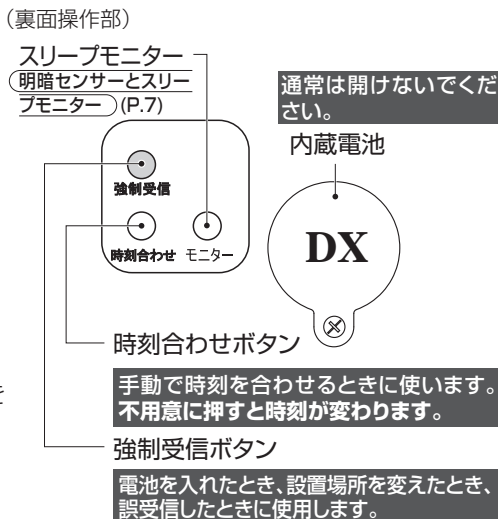 （裏面操作部）
スリープモニター
明暗センサーとスリー
プモニター (P.7)
通常は開けないでくだ
さい。
内蔵電池
強制受信
時刻合わせ モニター
DX
時刻合わせボタン
手動で時刻を合わせるときに使います。
不用意に押すと時刻が変わります。
を
強制受信ボタン
電池を入れたとき、設置場所を変えたとき、
誤受信したときに使用します。